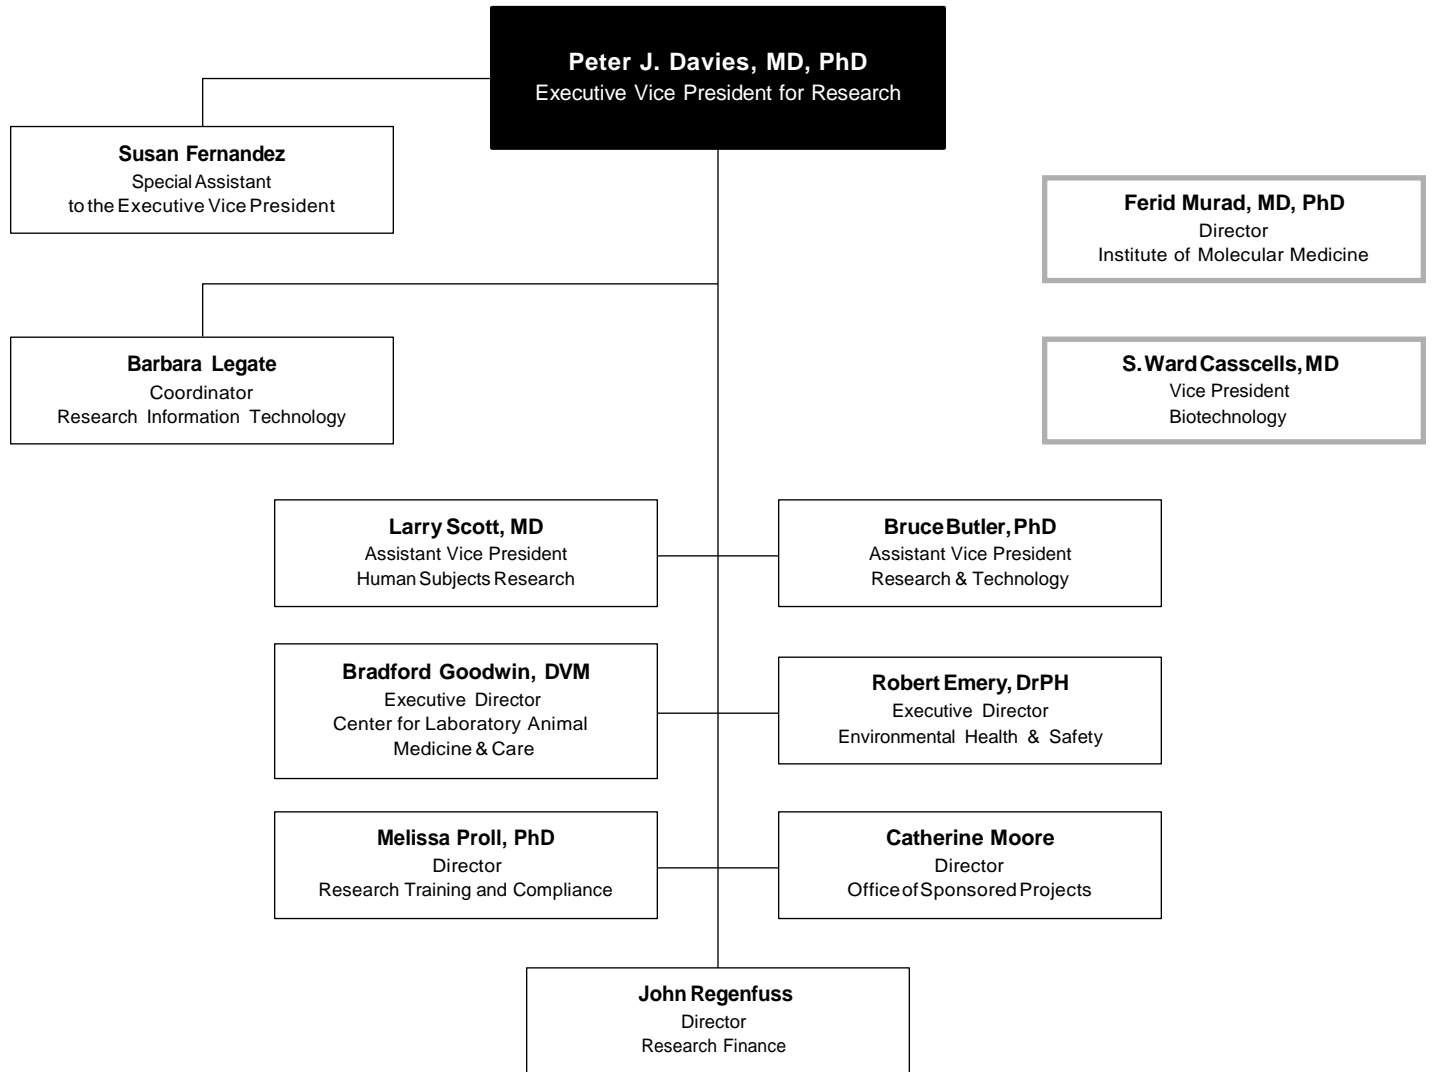 Peter J. Davies, MD, PhD
Executive Vice President for Research
Susan Fernandez
Special Assistant
to the Executive Vice President
Ferid Murad, MD, PhD
Director
Institute of Molecular Medicine
Barbara Legate
Coordinator
Research Information Technology
S. Ward Casscells, MD
Vice President
Biotechnology
Larry Scott, MD
Assistant Vice President
Human Subjects Research
Bruce Butler, PhD
Assistant Vice President
Research & Technology
Bradford Goodwin, DVM
Executive Director
Center for Laboratory Animal
Medicine & Care
Robert Emery, DrPH
Executive Director
Environmental Health & Safety
Melissa Proll, PhD
Director
Research Training and Compliance
Catherine Moore
Director
Office of Sponsored Projects
John Regenfuss
Director
Research Finance